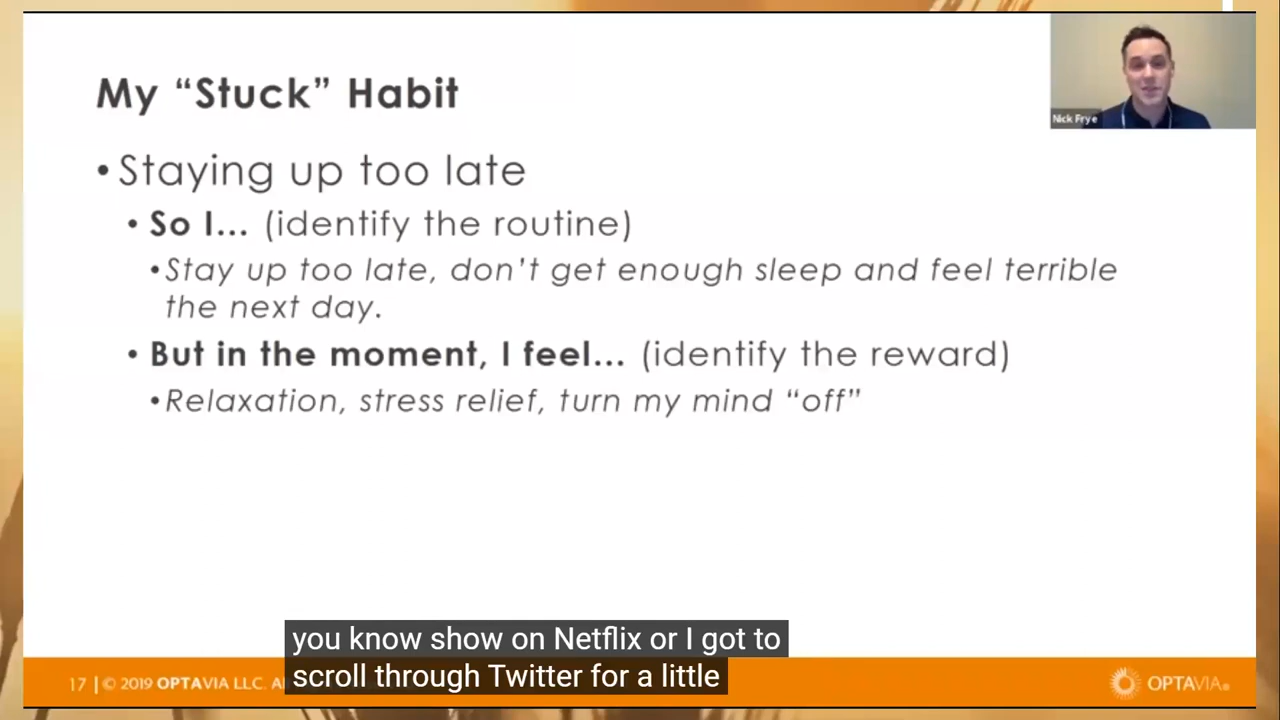 My “Stuck” Habit
Nick Frye
• Staying up too late
• So I... (identify the routine)
• Stay up too late, don’t get enough sleep and feel terrible
the next day.
• But in the moment, I feel... (identify the reward)
• Relaxation, stress relief, turn my mind “off”
you know show on Netflix or I got to
scroll through Twitter for a little
17 | © 2019 OPTAVIA LLC.
OPTAVIA®